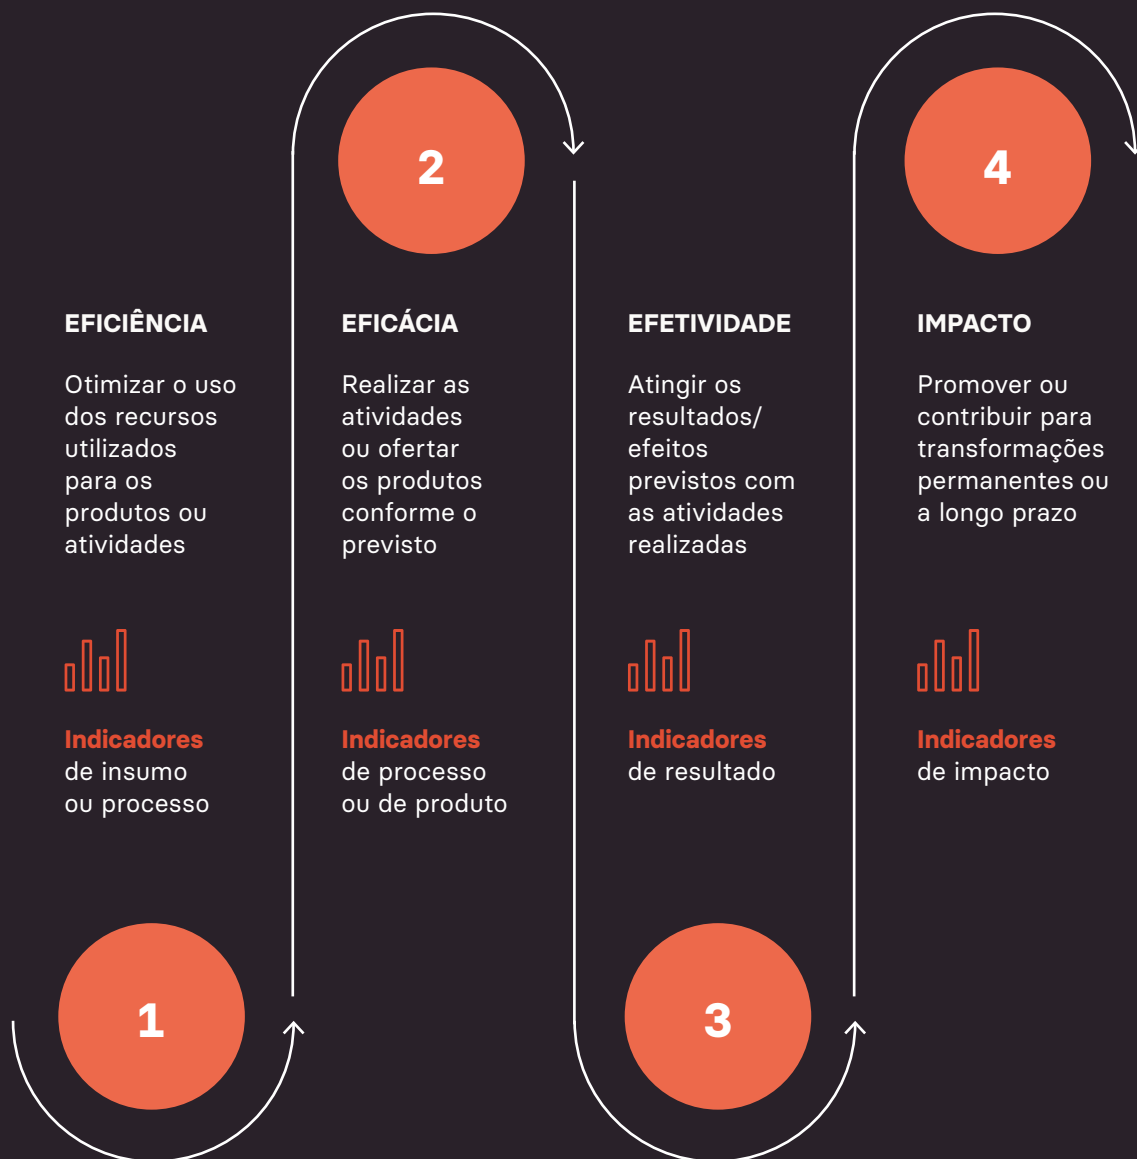 1
EFICIÊNCIA
Otimizar o uso
dos recursos
utilizados
para os
produtos ou
atividades
Indicadores
de insumo
ou processo
2
EFICÁCIA
Realizar as
atividades
ou ofertar
os produtos
conforme o
previsto
Indicadores
de processo
ou de produto
3
EFETIVIDADE
Atingir os
resultados/
efeitos
previstos com
as atividades
realizadas
Indicadores
de resultado
4
IMPACTO
Promover ou
contribuir para
transformações
permanentes ou
a longo prazo
Indicadores
de impacto